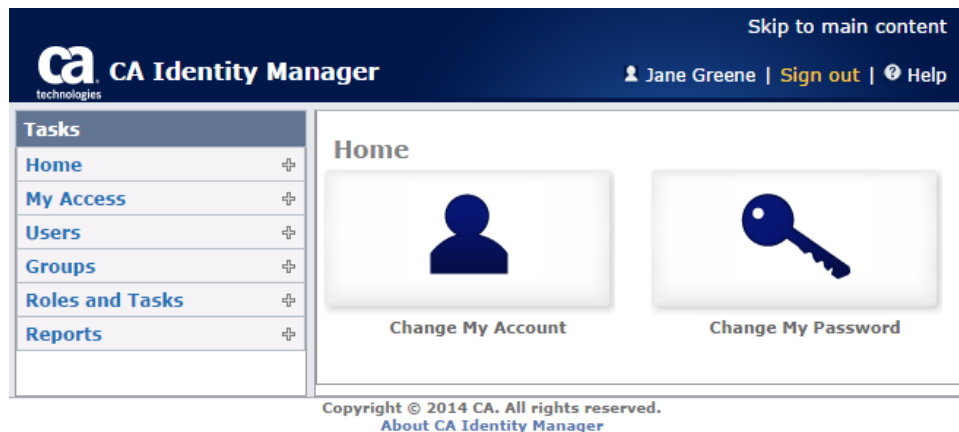 Skip to main content
ca
technologies
CA Identity Manager
Jane Greene | Sign out | Help
Tasks
Home
My Access
Users
Groups
Roles and Tasks
Reports
Home
Change My Account
Change My Password
Copyright © 2014 CA. All rights reserved.
About CA Identity Manager